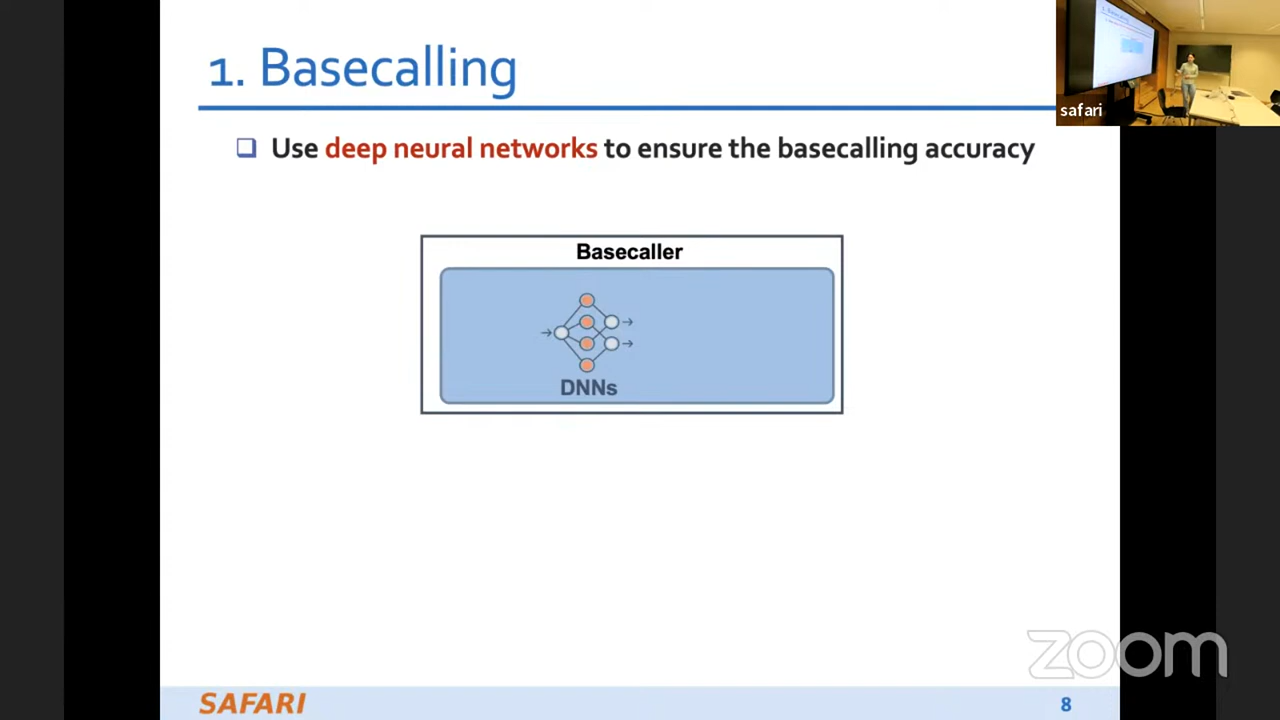 1. Basecalling
safari
Use deep neural networks to ensure the basecalling accuracy
Basecaller
DNNs
zoom
SAFARI
8